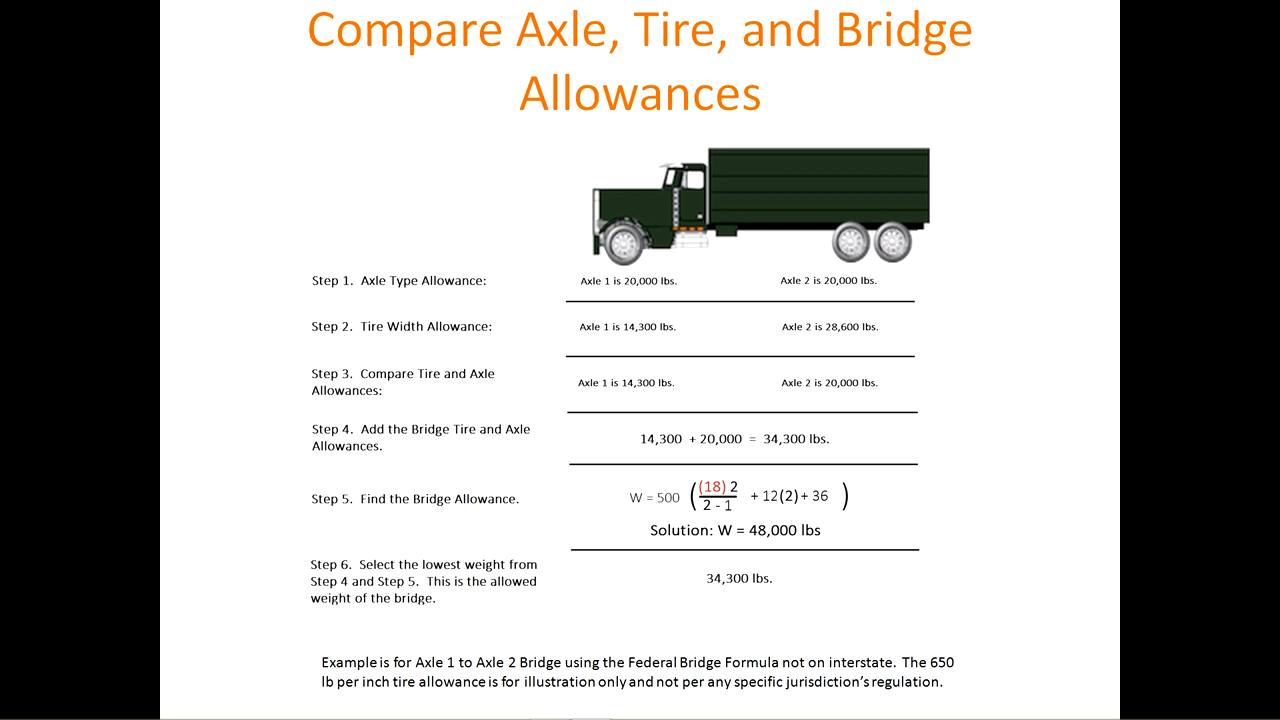 Compare Axle, Tire, and Bridge
Allowances
Step 1.  Axle Type Allowance:
Axle 1 is 20,000 lbs.
Axle 2 is 20,000 lbs.
Step 2.  Tire Width Allowance:
Axle 1 is 14,300 lbs.
Axle 2 is 28,600 lbs.
Step 3.  Compare Tire and Axle
Allowances:
Axle 1 is 14,300 lbs.
Axle 2 is 20,000 lbs.
Step 4.  Add the Bridge Tire and Axle
Allowances.
14,300 + 20,000 = 34,300 lbs.
Step 5.  Find the Bridge Allowance.
W = 500 ( (18) 2 / 2 - 1 + 12(2) + 36 )
Solution: W = 48,000 lbs
Step 6.  Select the lowest weight from
Step 4 and Step 5.  This is the allowed
weight of the bridge.
34,300 lbs.
Example is for Axle 1 to Axle 2 Bridge using the Federal Bridge Formula not on interstate.  The 650
lb per inch tire allowance is for illustration only and not per any specific jurisdiction's regulation.